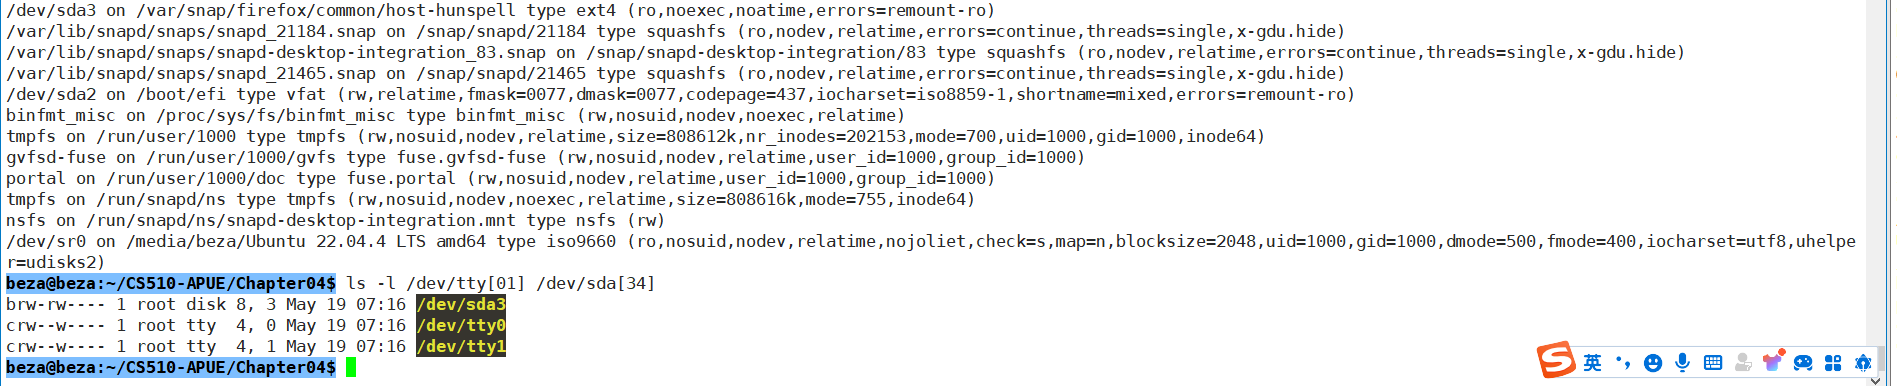 /dev/sda3 on /var/snap/firefox/common/host-hunspell type ext4 (ro,noexec,noatime,errors=remount-ro)
/var/lib/snapd/snaps/snapd_21184.snap on /snap/snapd/21184 type squashfs (ro,nodev,relatime,errors=continue,threads=single,x-gdu.hide)
/var/lib/snapd/snaps/snapd-desktop-integration_83.snap on /snap/snapd-desktop-integration/83 type squashfs (ro,nodev,relatime,errors=continue,threads=single,x-gdu.hide)
/var/lib/snapd/snaps/snapd_21465.snap on /snap/snapd/21465 type squashfs (ro,nodev,relatime,errors=continue,threads=single,x-gdu.hide)
/dev/sda2 on /boot/efi type vfat (rw,relatime,fmask=0077,dmask=0077,codepage=437,iocharset=iso8859-1,shortname=mixed,errors=remount-ro)
binfmt_misc on /proc/sys/fs/binfmt_misc type binfmt_misc (rw,nosuid,nodev,noexec,relatime)
tmpfs on /run/user/1000 type tmpfs (rw,nosuid,nodev,relatime,size=808612k,nr_inodes=202153,mode=700,uid=1000,gid=1000,inode64)
gvfsd-fuse on /run/user/1000/gvfs type fuse.gvfsd-fuse (rw,nosuid,nodev,relatime,user_id=1000,group_id=1000)
portal on /run/user/1000/doc type fuse.portal (rw,nosuid,nodev,relatime,user_id=1000,group_id=1000)
tmpfs on /run/snapd/ns type tmpfs (rw,nosuid,nodev,noexec,relatime,size=808616k,mode=755,inode64)
nsfs on /run/snapd/ns/snapd-desktop-integration.mnt type nsfs (rw)
/dev/sr0 on /media/beza/Ubuntu 22.04.4 LTS amd64 type iso9660 (ro,nosuid,nodev,relatime,nojoliet,check=s,map=n,blocksize=2048,uid=1000,gid=1000,dmode=500,fmode=400,iocharset=utf8,uhelpe
r=udisks2)
beza@beza:~/CS510-APUE/Chapter04$ ls -l /dev/tty[01] /dev/sda[34]
brw-rw---- 1 root disk 8, 3 May 19 07:16 /dev/sda3
crw--w---- 1 root tty  4, 0 May 19 07:16 /dev/tty0
crw--w---- 1 root tty  4, 1 May 19 07:16 /dev/tty1
beza@beza:~/CS510-APUE/Chapter04$
英